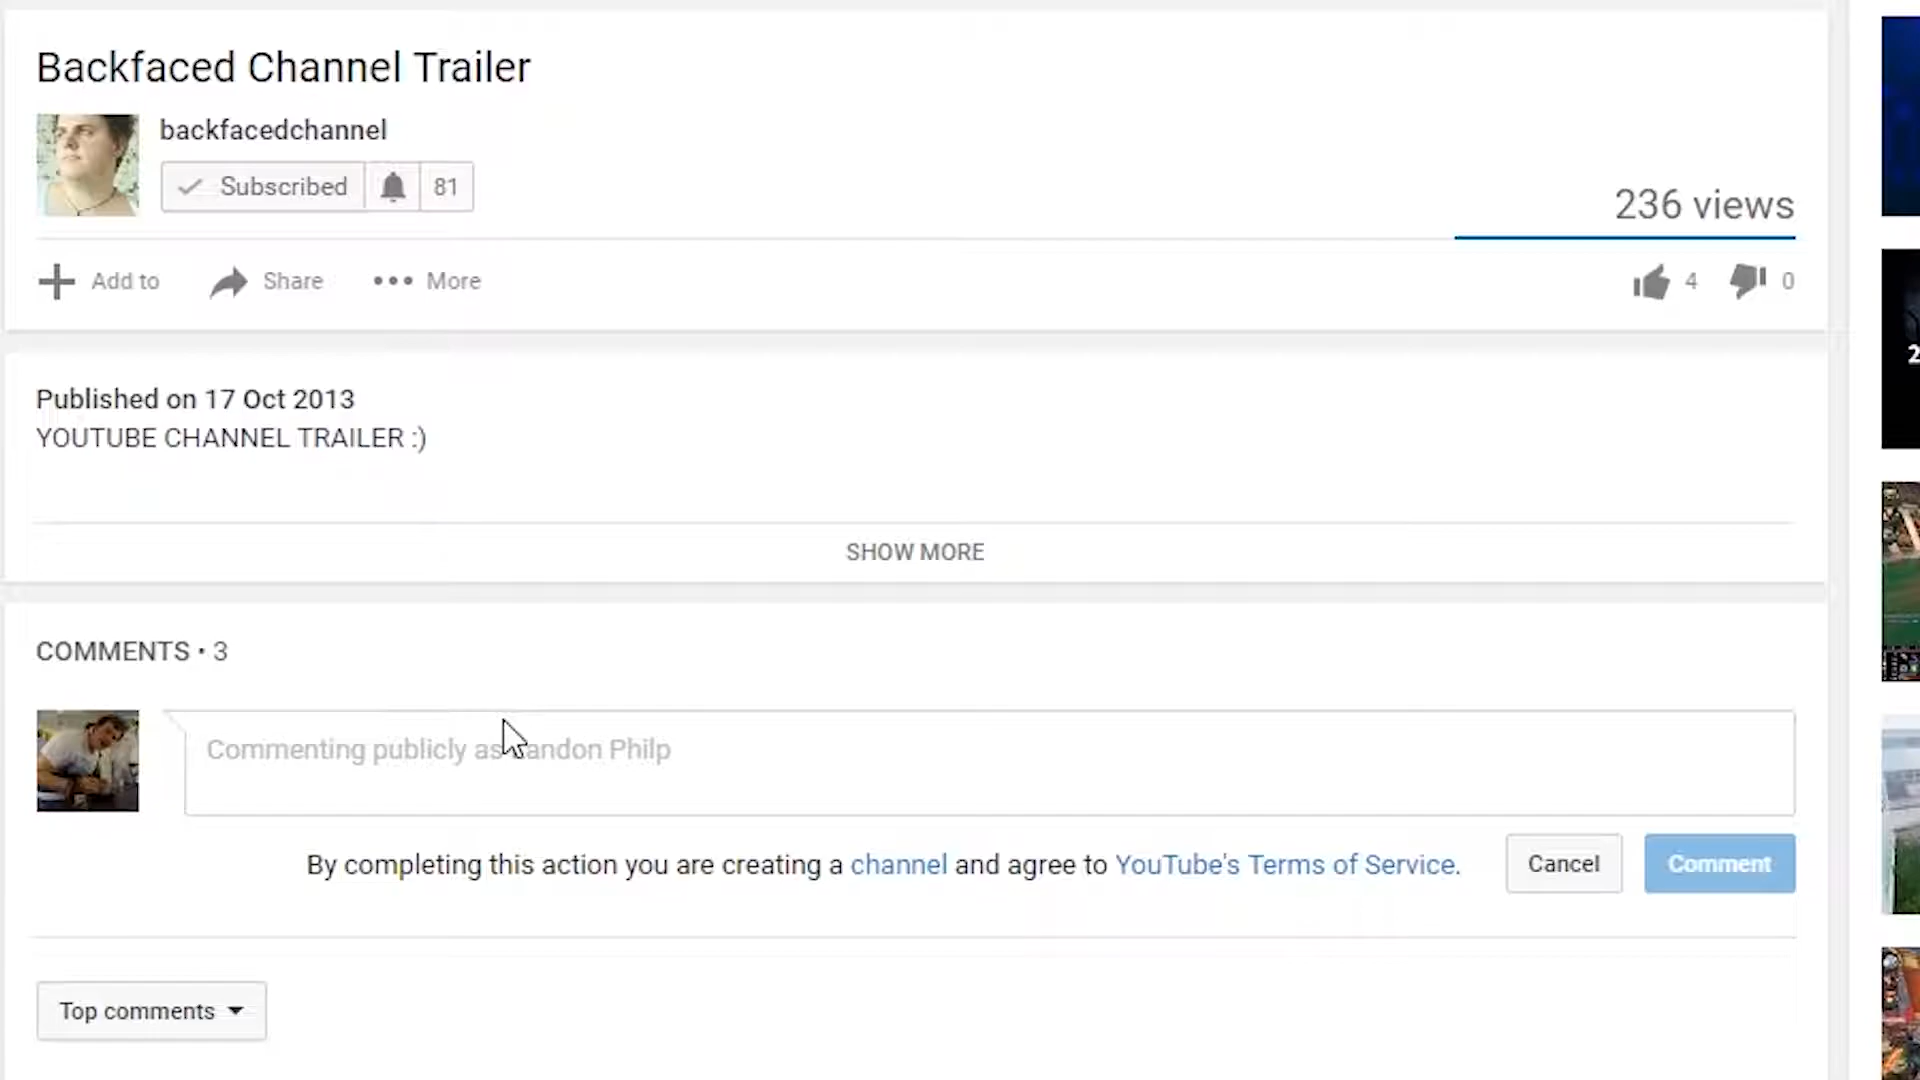 Backfaced Channel Trailer
backfacedchannel
Subscribed 81
236 views
Add to Share More 4 0
Published on 17 Oct 2013
YOUTUBE CHANNEL TRAILER :)
SHOW MORE
COMMENTS • 3
Commenting publicly as Philp
By completing this action you are creating a channel and agree to YouTube's Terms of Service.
Cancel Comment
Top comments
2